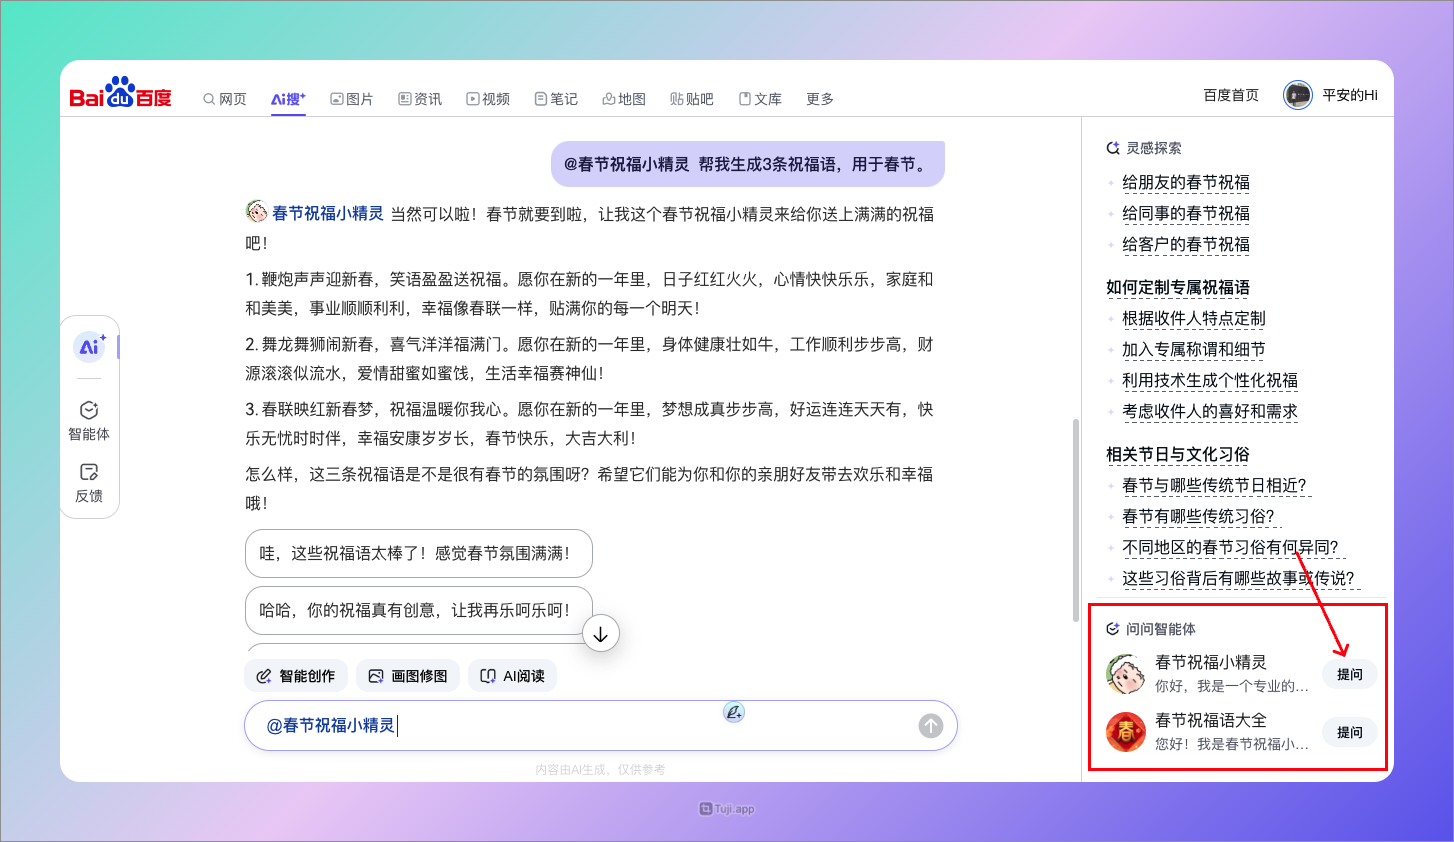 Bai du 百度
网页
Ai搜
图片
资讯
视频
笔记
地图
贴吧
文库
更多
百度首页
平安的Hi
@春节祝福小精灵 帮我生成3条祝福语，用于春节。
春节祝福小精灵 当然可以啦！春节就要到啦，让我这个春节祝福小精灵来给你送上满满的祝福
吧！
1. 鞭炮声声迎新春，笑语盈盈送祝福。愿你在新的一年里，日子红红火火，心情快快乐乐，家庭和
和美美，事业顺顺利利，幸福像春联一样，贴满你的每一个明天！
2. 舞龙舞狮闹新春，喜气洋洋福满门。愿你在新的一年里，身体健康壮如牛，工作顺利步步高，财
源滚滚似流水，爱情甜蜜如蜜饯，生活幸福赛神仙！
3. 春联映红新春梦，祝福温暖你我心。愿你在新的一年里，梦想成真步步高，好运连连天天有，快
乐无忧时时伴，幸福安康岁岁长，春节快乐，大吉大利！
怎么样，这三条祝福语是不是很有春节的氛围呀？希望它们能为你和你的亲朋好友带去欢乐和幸福
哦！
哇，这些祝福语太棒了！感觉春节氛围满满！
哈哈，你的祝福真有创意，让我再乐呵乐呵！
智能创作
画图修图
AI阅读
@春节祝福小精灵
内容由AI生成，仅供参考
Ai
智能体
反馈
灵感探索
给朋友的春节祝福
给同事的春节祝福
给客户的春节祝福
如何定制专属祝福语
根据收件人特点定制
加入专属称谓和细节
利用技术生成个性化祝福
考虑收件人的喜好和需求
相关节日与文化习俗
春节与哪些传统节日相近？
春节有哪些传统习俗？
不同地区的春节习俗有何异同？
这些习俗背后有哪些故事或传说？
问问智能体
春节祝福小精灵
你好，我是一个专业的...
提问
春
春节祝福语大全
您好！我是春节祝福小...
提问
Tuji.app